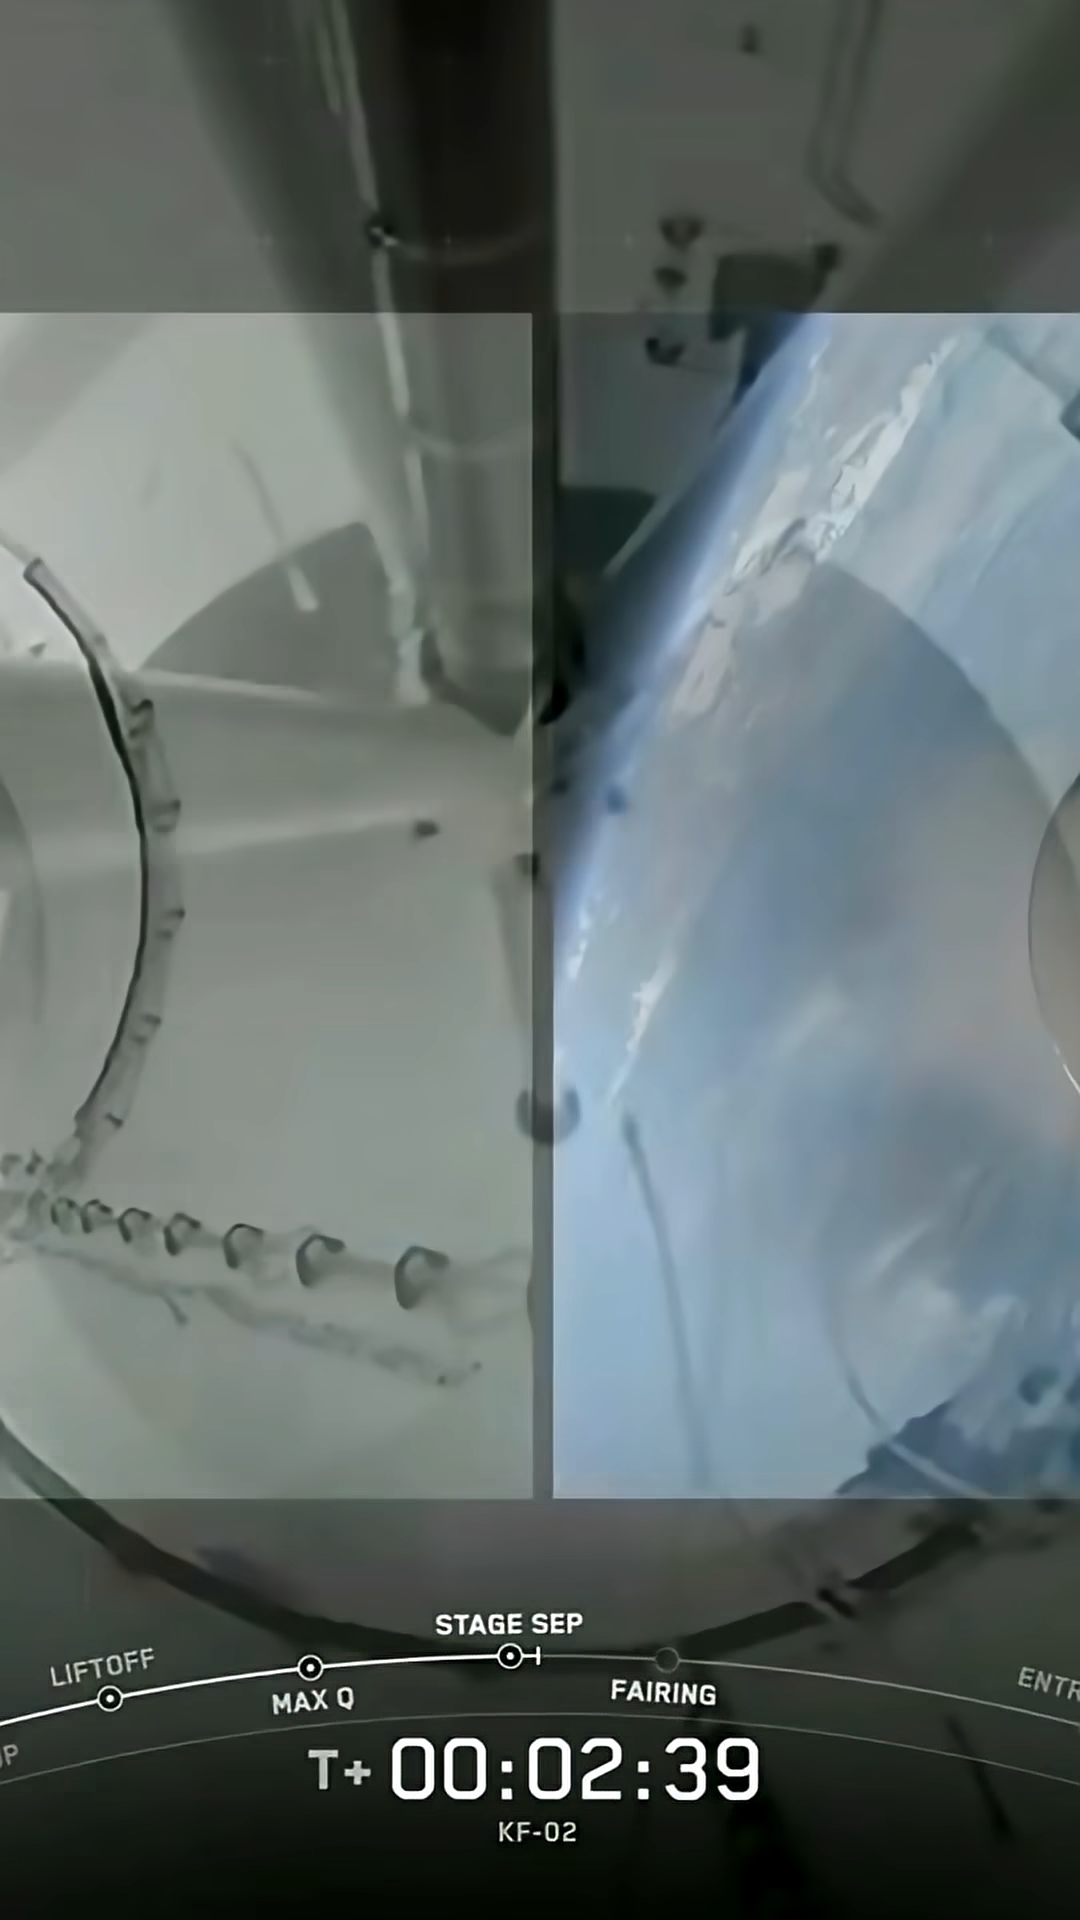 STAGE SEP
LIFTOFF
MAX Q
FAIRING
T+ 00:02:39
KF-02